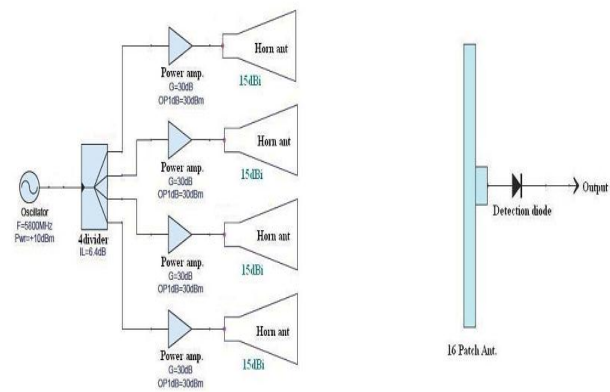 Horn ant
Power amp.
G=30dB
OP1dB=30dBm
15dBi
Horn ant
Power amp.
G=30dB
OP1dB=30dBm
15dBi
Oscillator
F=5800MHz
Pwr=+10dBm
4divider
IL=6.4dB
Horn ant
Power amp.
G=30dB
OP1dB=30dBm
15dBi
Horn ant
Power amp.
G=30dB
OP1dB=30dBm
15dBi
Output
Detection diode
16 Patch Ant.